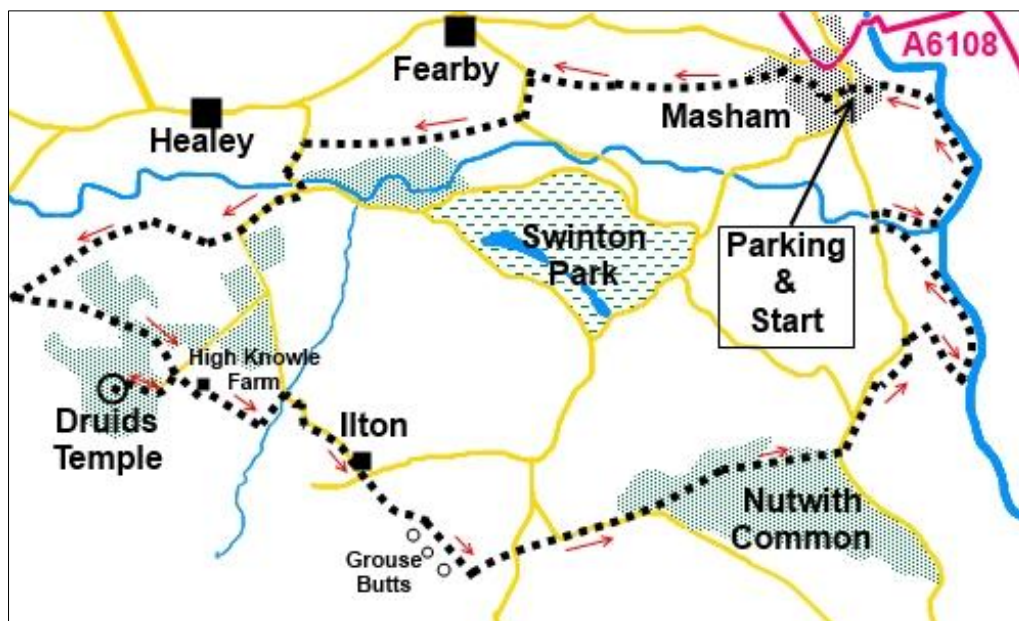 A6108
Fearby
Masham
Healey
Swinton
Park
Parking
&
Start
High Knowle
Farm
Druids
Temple
Ilton
Nutwith
Common
Grouse
Butts